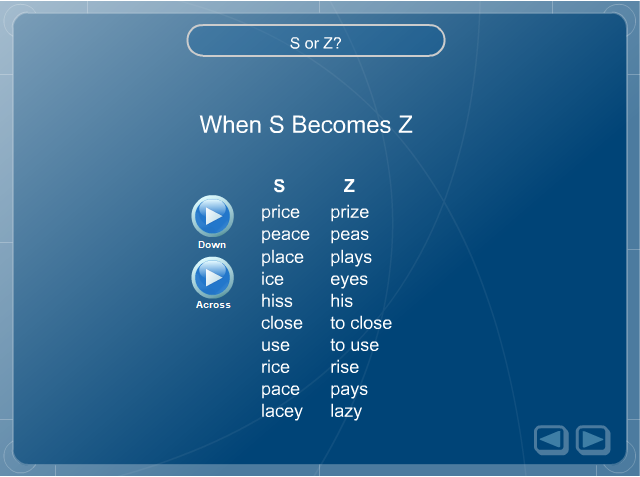 S or Z?
When S Becomes Z
S Z
price prize
peace peas
Down
place plays
ice eyes
hiss his
Across
close to close
use to use
rice rise
pace pays
lacey lazy